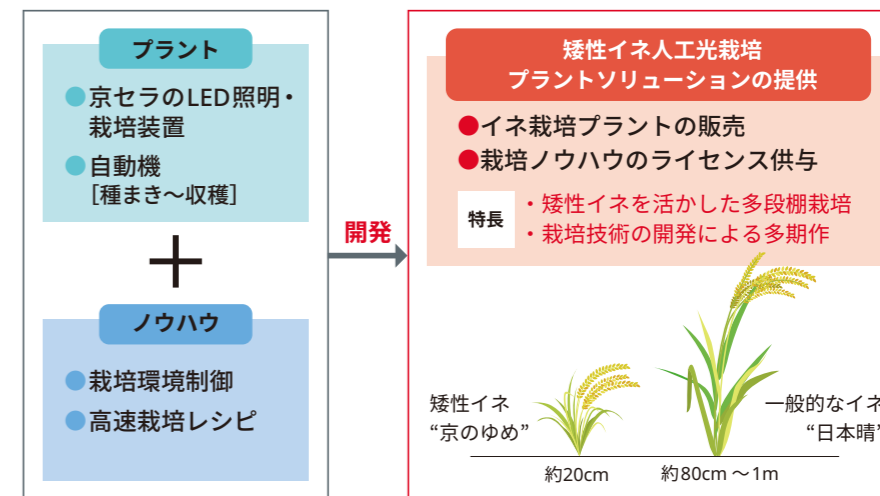 プラント
●京セラのLED照明・
栽培装置
●自動機
［種まき～収穫］
＋
ノウハウ
●栽培環境制御
●高速栽培レシピ
開発
矮性イネ人工光栽培
プラントソリューションの提供
●イネ栽培プラントの販売
●栽培ノウハウのライセンス供与
特長
・矮性イネを活かした多段棚栽培
・栽培技術の開発による多期作
矮性イネ
“京のゆめ”
一般的なイネ
“日本晴”
約20cm
約80cm ～1m